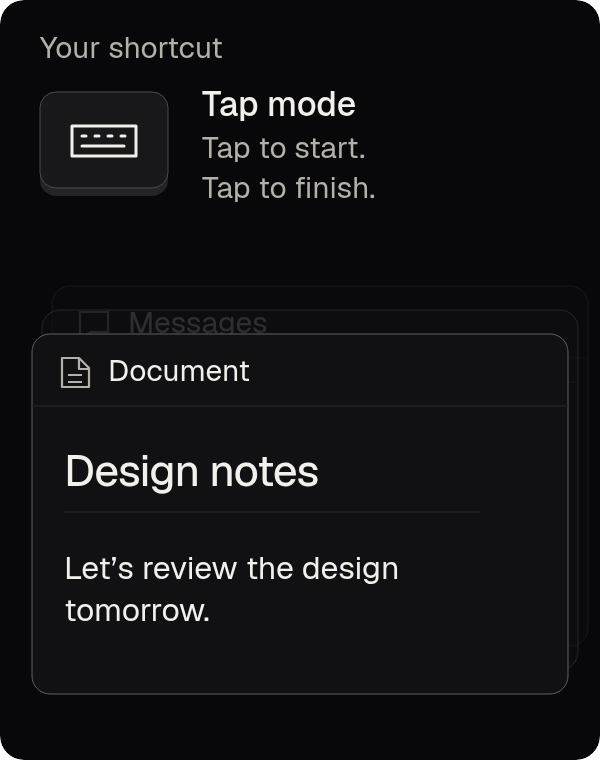 Your shortcut
Tap mode
Tap to start.
Tap to finish.
Messages
Document
Design notes
Let’s review the design
tomorrow.